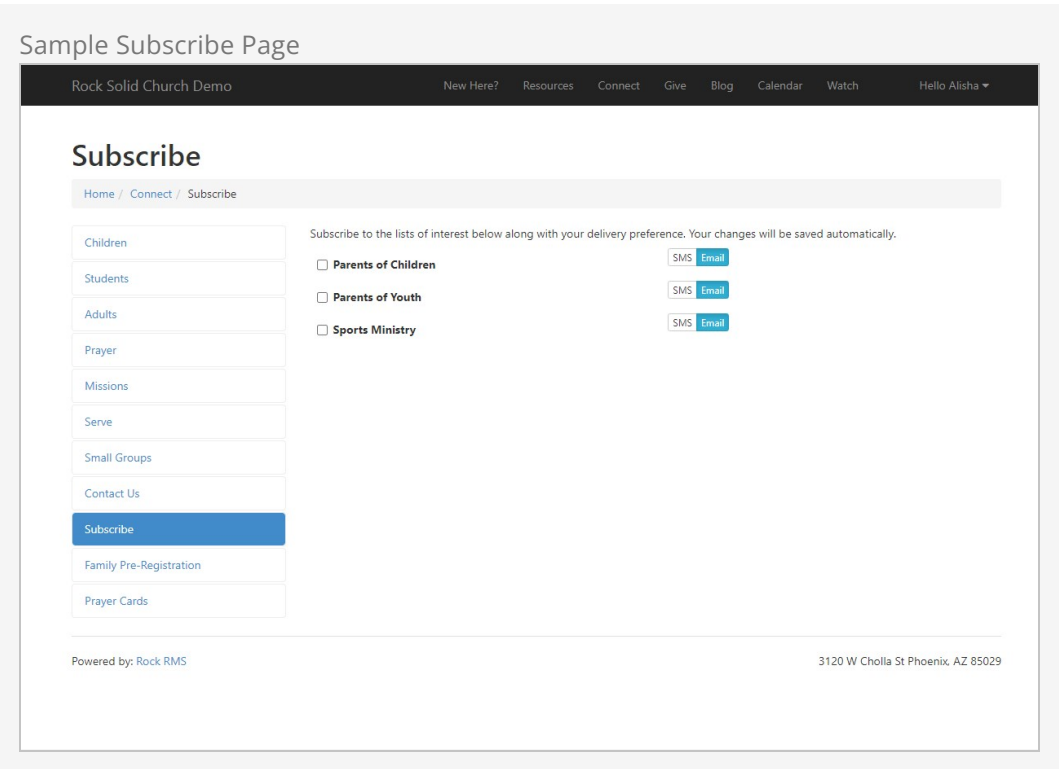 Sample Subscribe Page
Rock Solid Church Demo New Here? Resources Connect Give Blog Calendar Watch Hello Alisha
Subscribe
Home / Connect / Subscribe
Children
Students
Adults
Prayer
Missions
Serve
Small Groups
Contact Us
Subscribe
Family Pre-Registration
Prayer Cards
Subscribe to the lists of interest below along with your delivery preference. Your changes will be saved automatically.
Parents of Children SMS Email
Parents of Youth SMS Email
Sports Ministry SMS Email
Powered by: Rock RMS
3120 W Cholla St Phoenix, AZ 85029